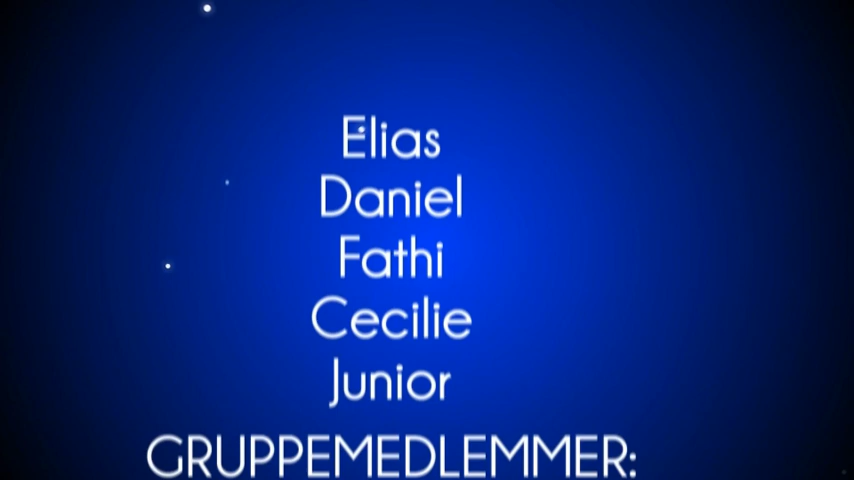 Elias
Daniel
Fathi
Cecilie
Junior
GRUPPEMEDLEMMER: